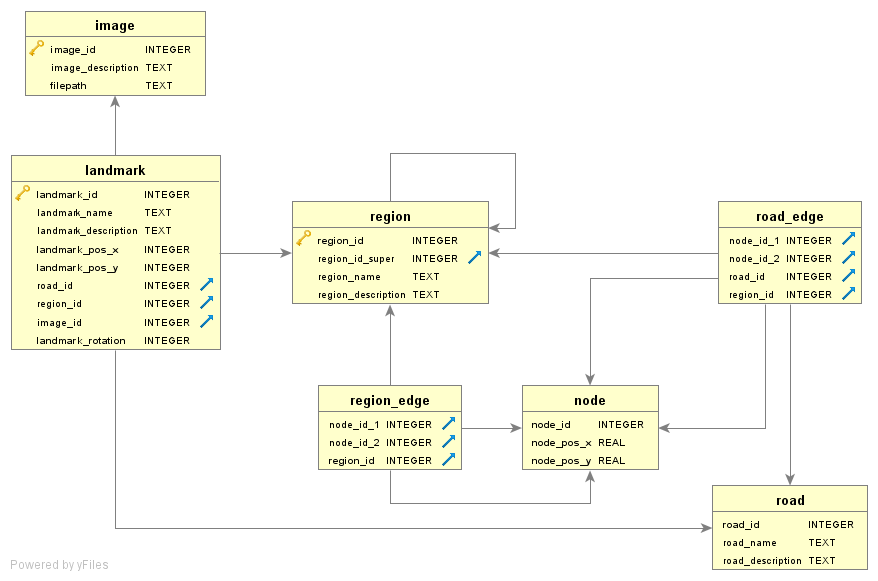 image
image_id INTEGER
image_description TEXT
filepath TEXT
landmark
landmark_id INTEGER
landmark_name TEXT
landmark_description TEXT
landmark_pos_x INTEGER
landmark_pos_y INTEGER
road_id INTEGER
region_id INTEGER
image_id INTEGER
landmark_rotation INTEGER
region
region_id INTEGER
region_id_super INTEGER
region_name TEXT
region_description TEXT
road_edge
node_id_1 INTEGER
node_id_2 INTEGER
road_id INTEGER
region_id INTEGER
region_edge
node_id_1 INTEGER
node_id_2 INTEGER
region_id INTEGER
node
node_id INTEGER
node_pos_x REAL
node_pos_y REAL
road
road_id INTEGER
road_name TEXT
road_description TEXT
Powered by yFiles